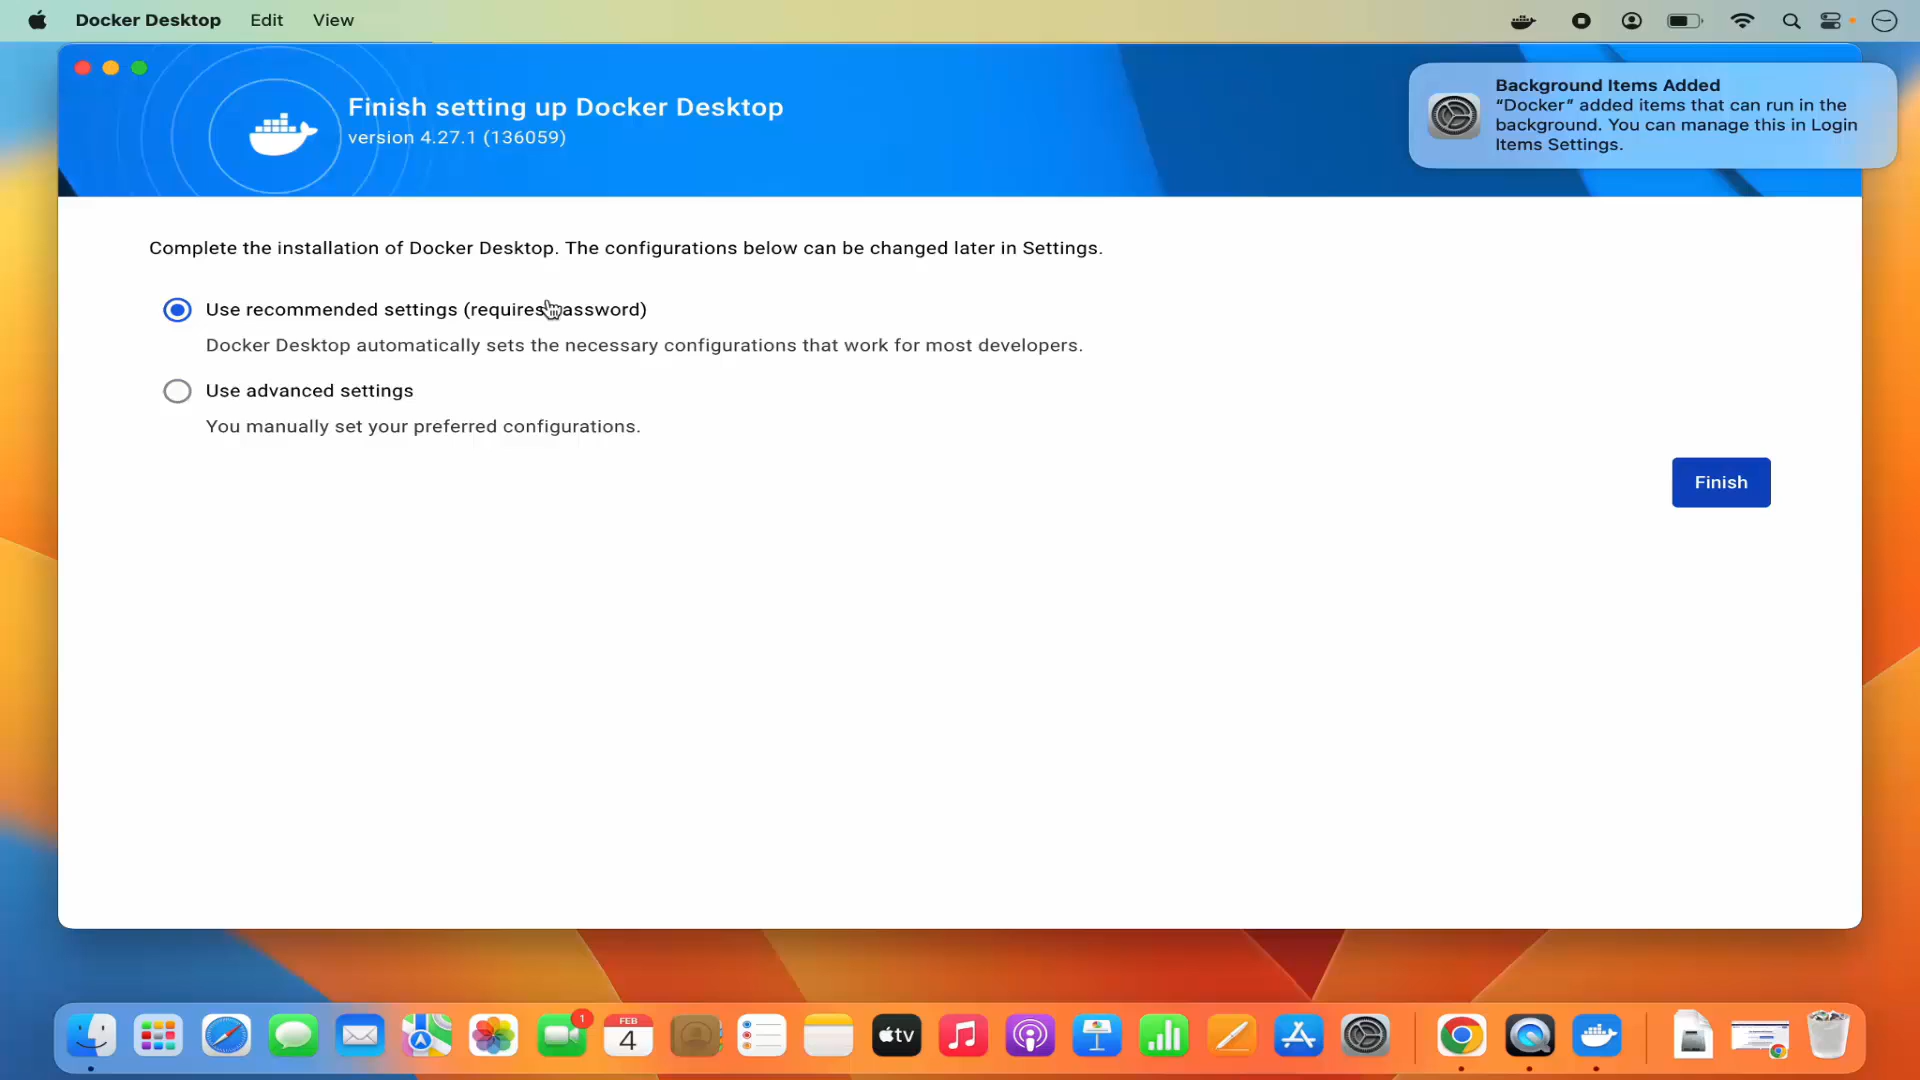 Docker Desktop Edit View
Finish setting up Docker Desktop
version 4.27.1 (136059)
Background Items Added
“Docker” added items that can run in the
background. You can manage this in Login
Items Settings.
Complete the installation of Docker Desktop. The configurations below can be changed later in Settings.
Use recommended settings (requires password)
Docker Desktop automatically sets the necessary configurations that work for most developers.
Use advanced settings
You manually set your preferred configurations.
Finish
1
FEB
4
tv